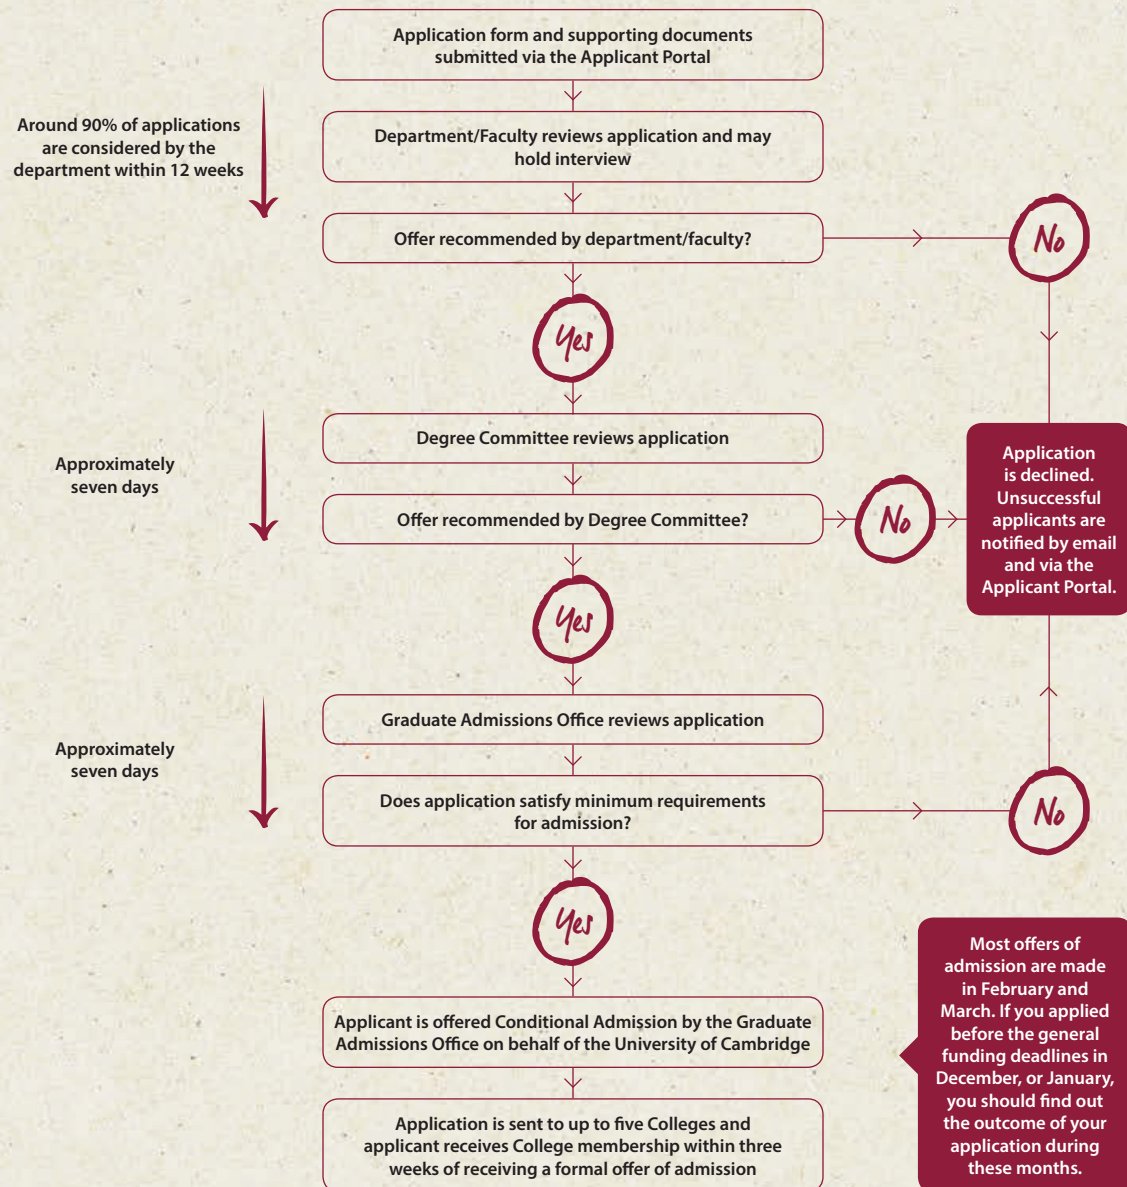 Application form and supporting documents
submitted via the Applicant Portal
Around 90% of applications
are considered by the
department within 12 weeks
Department/Faculty reviews application and may
hold interview
Offer recommended by department/faculty?
No
Yes
Degree Committee reviews application
Approximately
seven days
Offer recommended by Degree Committee?
No
Application
is declined.
Unsuccessful
applicants are
notified by email
and via the
Applicant Portal.
Yes
Graduate Admissions Office reviews application
Approximately
seven days
Does application satisfy minimum requirements
for admission?
No
Yes
Applicant is offered Conditional Admission by the Graduate
Admissions Office on behalf of the University of Cambridge
Application is sent to up to five Colleges and
applicant receives College membership within three
weeks of receiving a formal offer of admission
Most offers of
admission are made
in February and
March. If you applied
before the general
funding deadlines in
December, or January,
you should find out
the outcome of your
application during
these months.